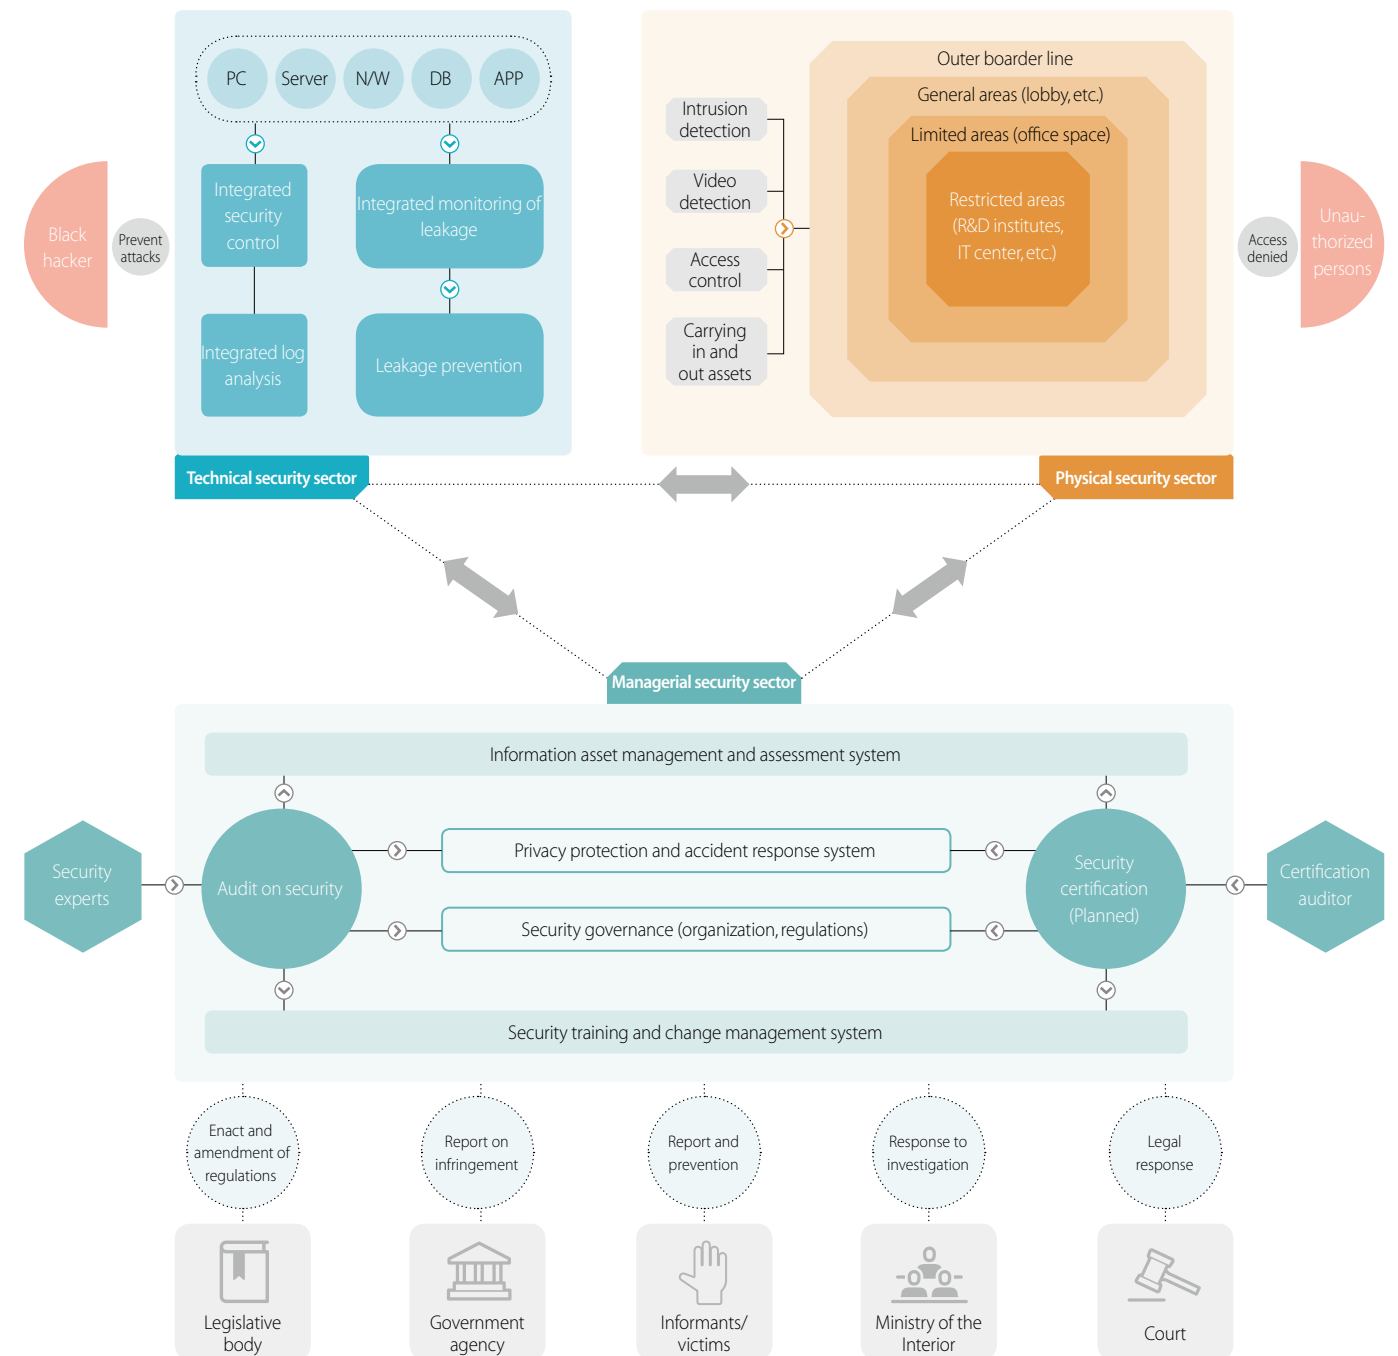 PC
Server
N/W
DB
APP
Integrated
security
control
Integrated monitoring of
leakage
Integrated log
analysis
Leakage prevention
Black
hacker
Prevent
attacks
Technical security sector
Intrusion
detection
Video
detection
Access
control
Carrying
in and
out assets
Outer boarder line
General areas (lobby, etc.)
Limited areas (office space)
Restricted areas
(R&D institutes,
IT center, etc.)
Access
denied
Unau-
thorized
persons
Physical security sector
Managerial security sector
Information asset management and assessment system
Security
experts
Audit on security
Privacy protection and accident response system
Security governance (organization, regulations)
Security
certification
(Planned)
Certification
auditor
Security training and change management system
Enact and
amendment of
regulations
Report on
infringement
Report and
prevention
Response to
investigation
Legal
response
Legislative
body
Government
agency
Informants/
victims
Ministry of the
Interior
Court